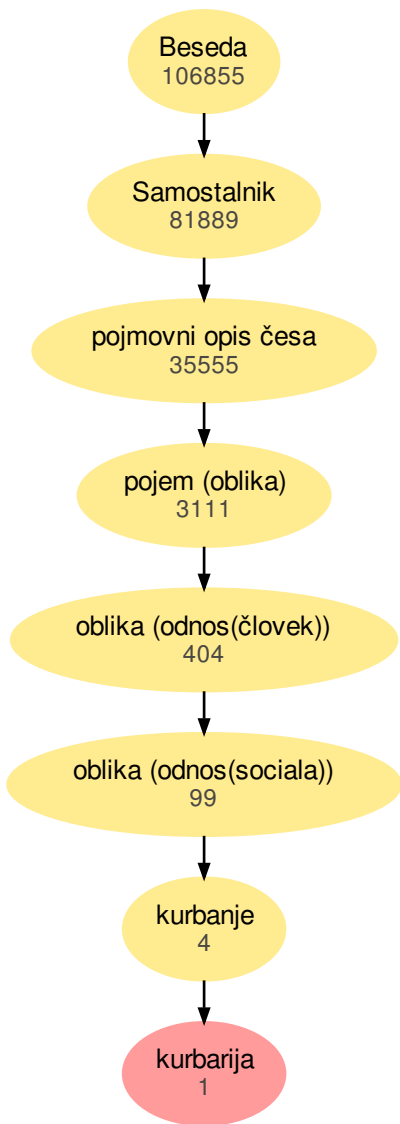 Beseda
106855
Samostalnik
81889
pojmovni opis česa
35555
pojem (oblika)
3111
oblika (odnos(človek))
404
oblika (odnos(sociala))
99
kurbanje
4
kurbarija
1